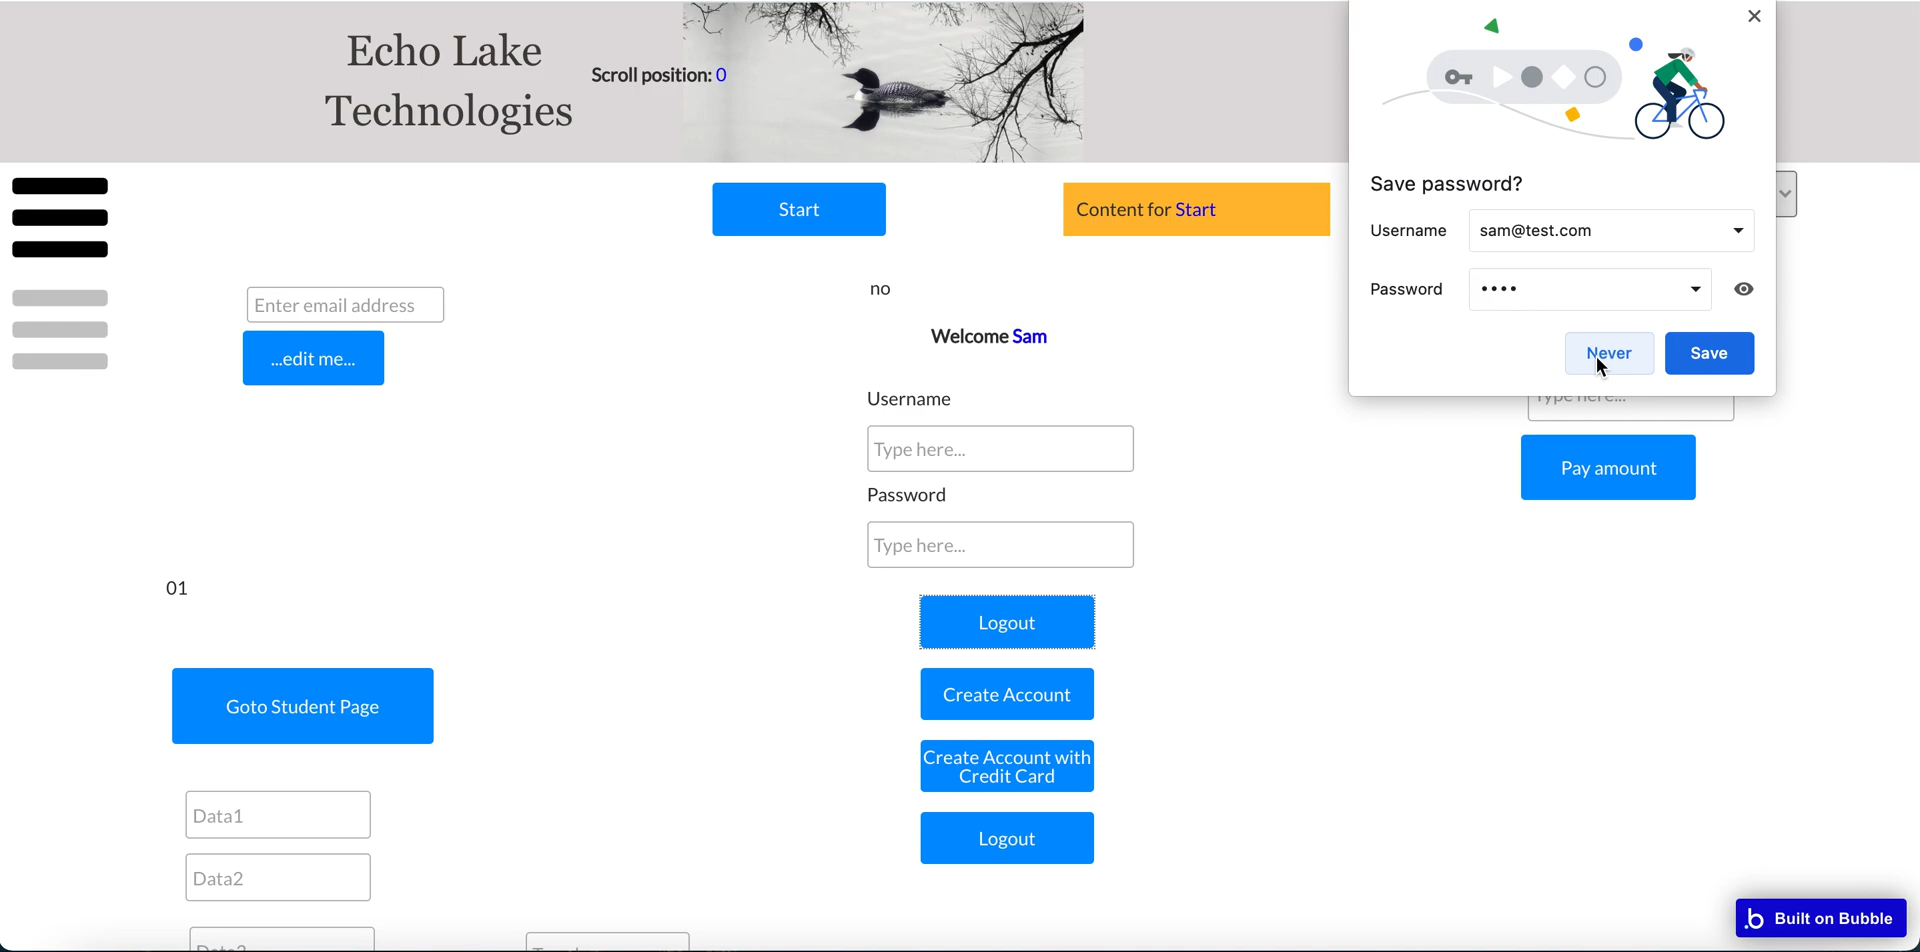 Echo Lake
Technologies
Scroll position: 0
Save password?
Username
sam@test.com
Password
••••
Never
Save
Start
Content for Start
Enter email address
...edit me...
no
Welcome Sam
Username
Type here...
Password
Type here...
Type here...
Pay amount
01
Logout
Goto Student Page
Create Account
Create Account with
Credit Card
Logout
Data1
Data2
Built on Bubble